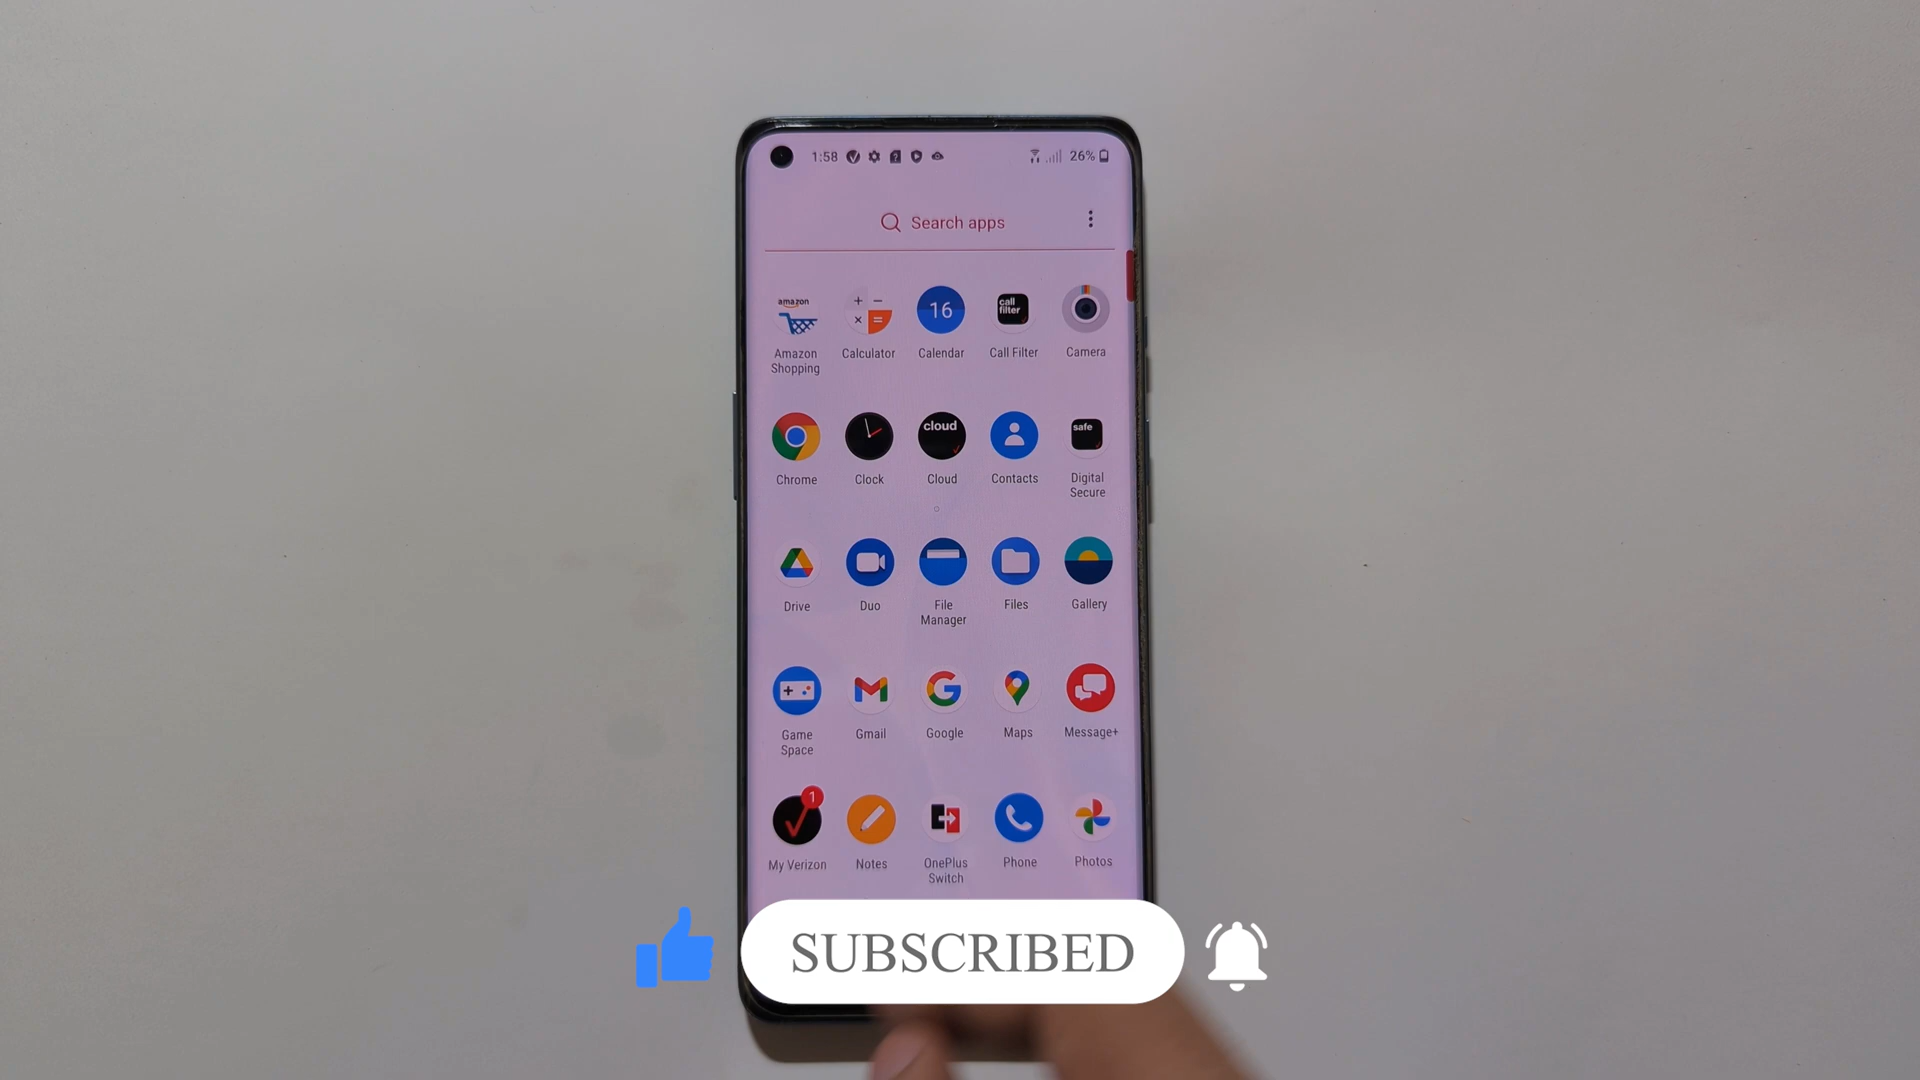 1:58 26%
Search apps
amazon
+ −
× =
16
call
filter
Amazon
Shopping
Calculator
Calendar
Call Filter
Camera
cloud
safe
Chrome
Clock
Cloud
Contacts
Digital
Secure
Drive
Duo
File
Manager
Files
Gallery
Game
Space
Gmail
Google
Maps
Message+
1
My Verizon
Notes
OnePlus
Switch
Phone
Photos
SUBSCRIBED